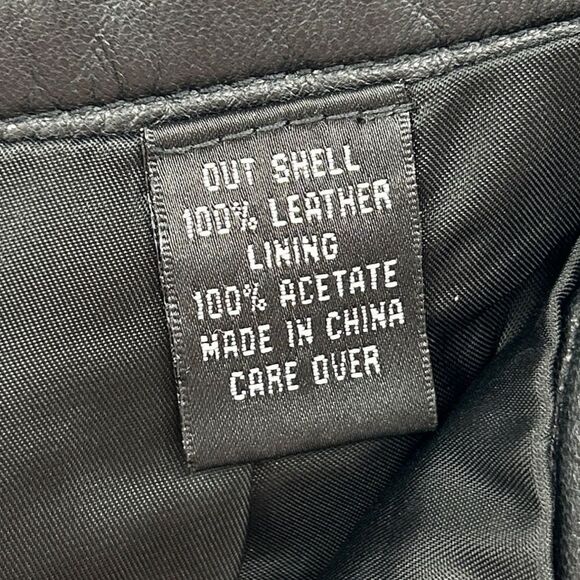 OUT SHELL
100% LEATHER
LINING
100% ACETATE
MADE IN CHINA
CARE OVER